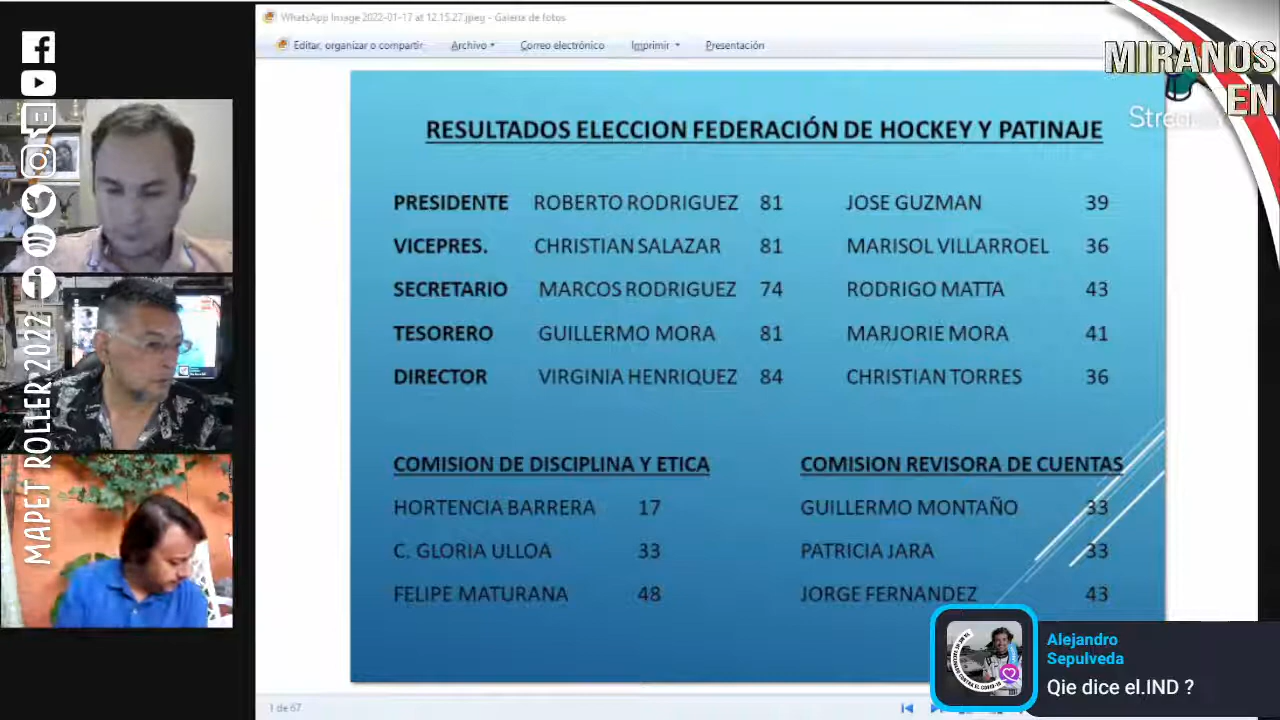 WhatsApp Image 2022-01-17 at 12.15.27.jpeg - Galería de fotos
Editar, organizar o compartir Archivo Correo electrónico Imprimir Presentación
MIRANOS
EN
RESULTADOS ELECCION FEDERACIÓN DE HOCKEY Y PATINAJE
PRESIDENTE ROBERTO RODRIGUEZ 81 JOSE GUZMAN 39
VICEPRES. CHRISTIAN SALAZAR 81 MARISOL VILLARROEL 36
SECRETARIO MARCOS RODRIGUEZ 74 RODRIGO MATTA 43
TESORERO GUILLERMO MORA 81 MARJORIE MORA 41
DIRECTOR VIRGINIA HENRIQUEZ 84 CHRISTIAN TORRES 36
COMISION DE DISCIPLINA Y ETICA
HORTENCIA BARRERA 17
C. GLORIA ULLOA 33
FELIPE MATURANA 48
COMISION REVISORA DE CUENTAS
GUILLERMO MONTAÑO 33
PATRICIA JARA 33
JORGE FERNANDEZ 43
MAPET ROLLER 2022
Alejandro
Sepulveda
Qie dice el.IND ?
1 de 67